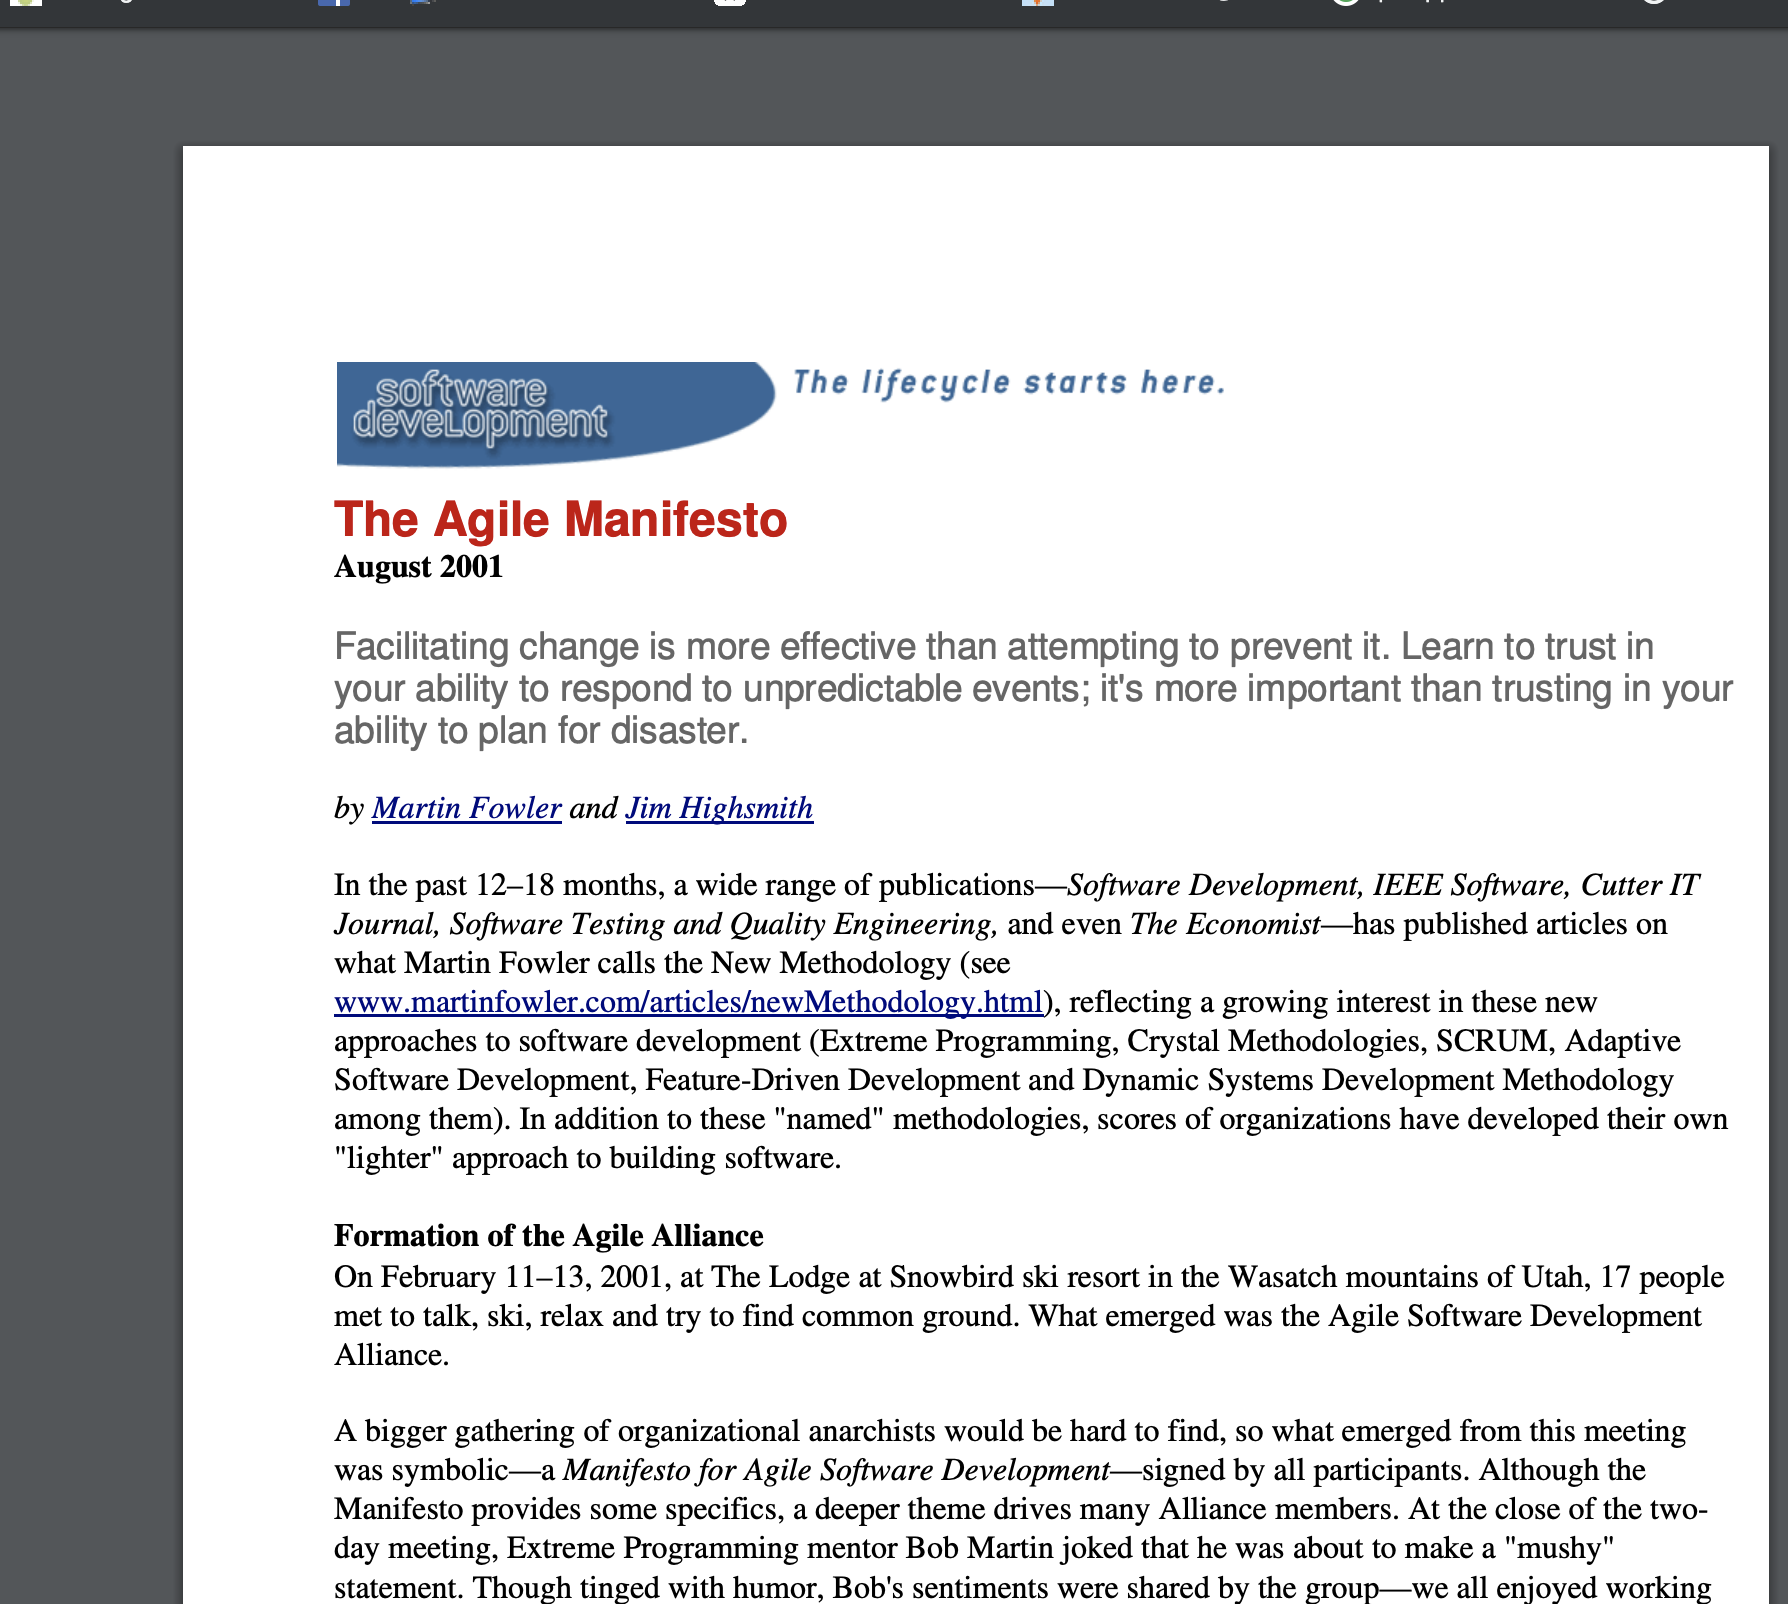 software
development
The lifecycle starts here.
The Agile Manifesto
August 2001
Facilitating change is more effective than attempting to prevent it. Learn to trust in
your ability to respond to unpredictable events; it's more important than trusting in your
ability to plan for disaster.
by Martin Fowler and Jim Highsmith
In the past 12–18 months, a wide range of publications—Software Development, IEEE Software, Cutter IT
Journal, Software Testing and Quality Engineering, and even The Economist—has published articles on
what Martin Fowler calls the New Methodology (see
www.martinfowler.com/articles/newMethodology.html), reflecting a growing interest in these new
approaches to software development (Extreme Programming, Crystal Methodologies, SCRUM, Adaptive
Software Development, Feature-Driven Development and Dynamic Systems Development Methodology
among them). In addition to these "named" methodologies, scores of organizations have developed their own
"lighter" approach to building software.
Formation of the Agile Alliance
On February 11–13, 2001, at The Lodge at Snowbird ski resort in the Wasatch mountains of Utah, 17 people
met to talk, ski, relax and try to find common ground. What emerged was the Agile Software Development
Alliance.
A bigger gathering of organizational anarchists would be hard to find, so what emerged from this meeting
was symbolic—a Manifesto for Agile Software Development—signed by all participants. Although the
Manifesto provides some specifics, a deeper theme drives many Alliance members. At the close of the two-
day meeting, Extreme Programming mentor Bob Martin joked that he was about to make a "mushy"
statement. Though tinged with humor, Bob's sentiments were shared by the group—we all enjoyed working